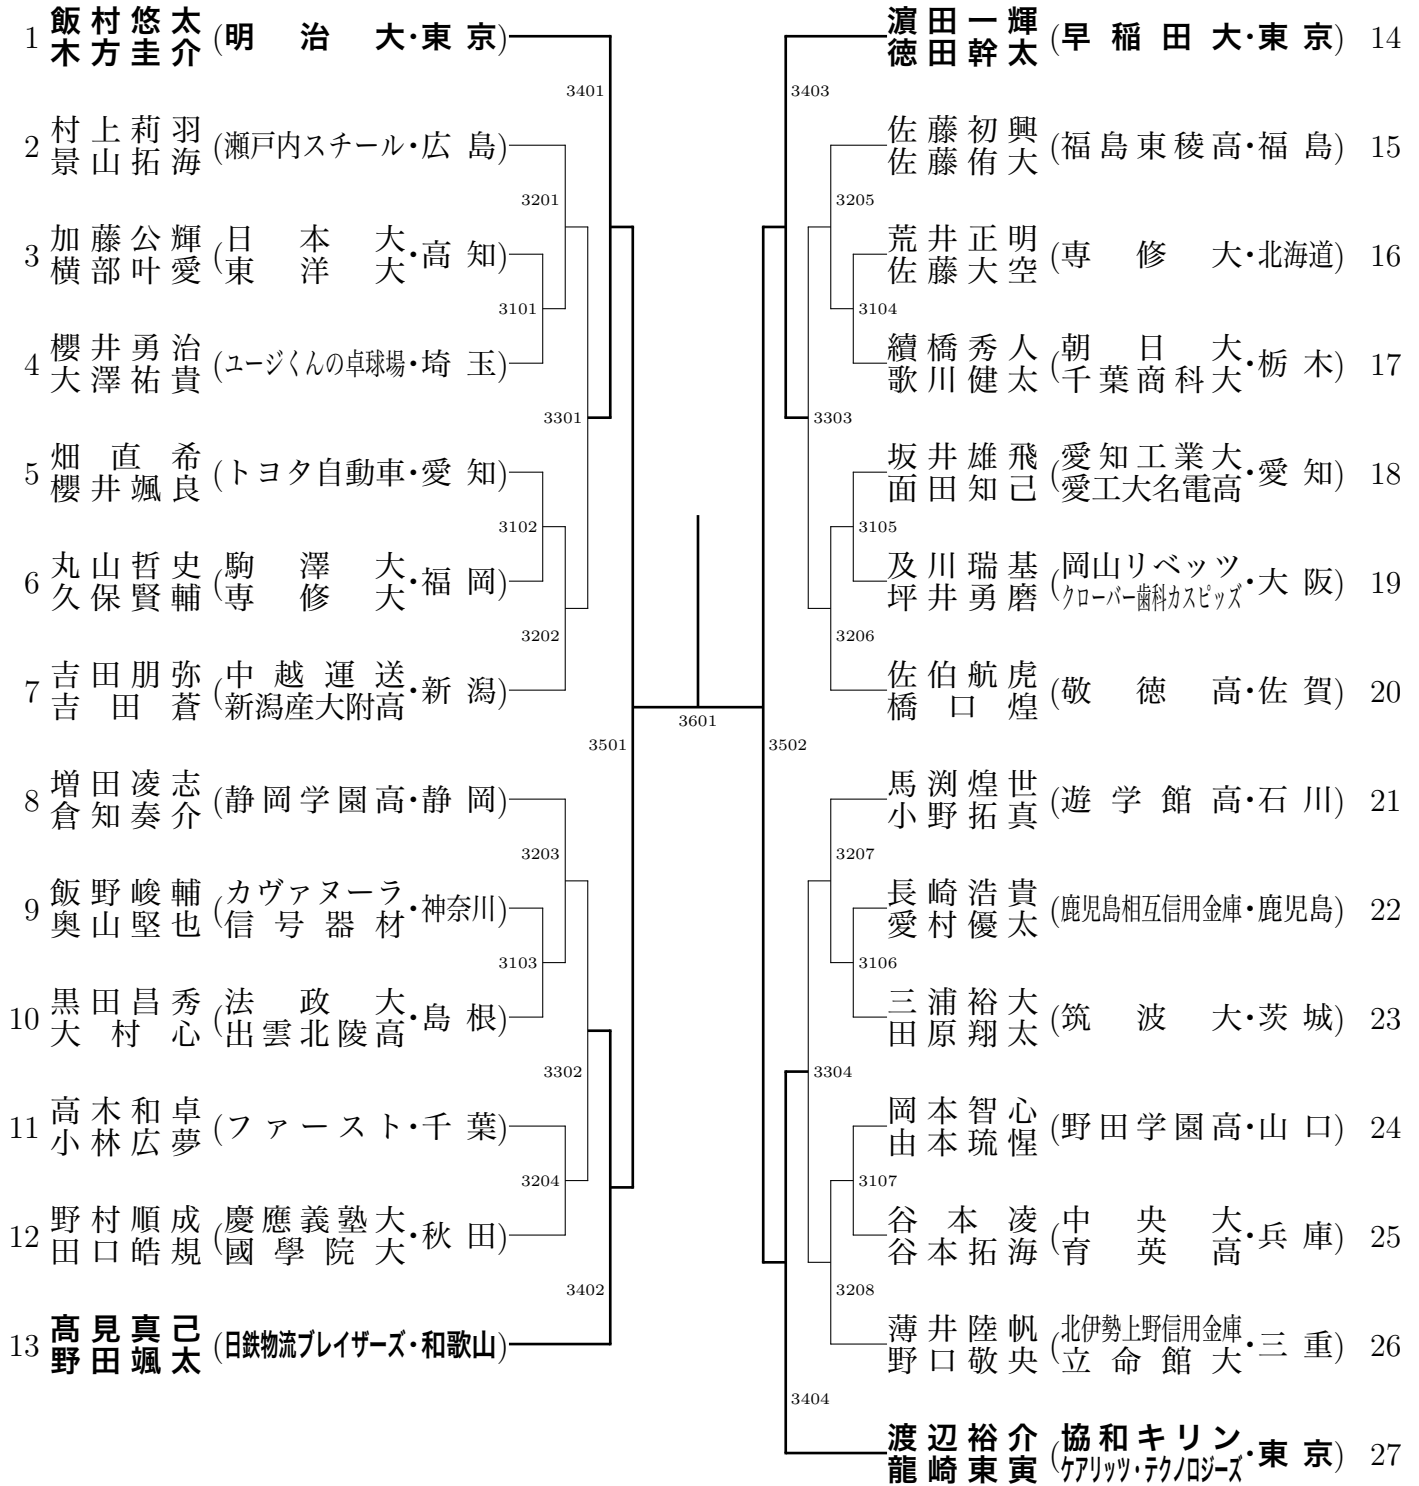 1 飯村悠太 木方圭介 (明治大・東京)
2 村上莉羽 景山拓海 (瀬戸内スチール・広島)
3 加藤公輝 横部叶愛 (日本大 東洋大・高知)
4 櫻井勇治 大澤祐貴 (ユージくんの卓球場・埼玉)
5 畑直希 櫻井颯良 (トヨタ自動車・愛知)
6 丸山哲史 久保賢輔 (駒澤大 専修大・福岡)
7 吉田朋弥 吉田蒼 (中越運送 新潟産大附高・新潟)
8 増田凌志 倉知奏介 (静岡学園高・静岡)
9 飯野峻輔 奥山堅也 (カヴァヌーラ 信号器材・神奈川)
10 黒田昌秀 大村心 (法政大 出雲北陵高・島根)
11 高木和卓 小林広夢 (ファースト・千葉)
12 野村順成 田口皓規 (慶應義塾大 國學院大・秋田)
13 髙見真己 野田颯太 (日鉄物流ブレイザーズ・和歌山)
3401
3201
3101
3301
3102
3202
3501
3203
3103
3302
3204
3402
3601
濵田一輝 徳田幹太 (早稲田大・東京) 14
佐藤初興 佐藤侑大 (福島東稜高・福島) 15
荒井正明 佐藤大空 (専修大・北海道) 16
續橋秀人 歌川健太 (朝日大 千葉商科大・栃木) 17
坂井雄飛 面田知己 (愛知工業大 愛工大名電高・愛知) 18
及川瑞基 坪井勇磨 (岡山リベッツ クローバー歯科カスピッズ・大阪) 19
佐伯航虎 橋口煌 (敬徳高・佐賀) 20
馬渕煌世 小野拓真 (遊学館高・石川) 21
長崎浩貴 愛村優太 (鹿児島相互信用金庫・鹿児島) 22
三浦裕大 田原翔太 (筑波大・茨城) 23
岡本智心 由本琉惺 (野田学園高・山口) 24
谷本凌 谷本拓海 (中央大 育英高・兵庫) 25
薄井陸帆 野口敬央 (北伊勢上野信用金庫 立命館大・三重) 26
渡辺裕介 龍崎東寅 (協和キリン ケアリッツ・テクノロジーズ・東京) 27
3403
3205
3104
3303
3105
3206
3502
3207
3106
3304
3107
3208
3404